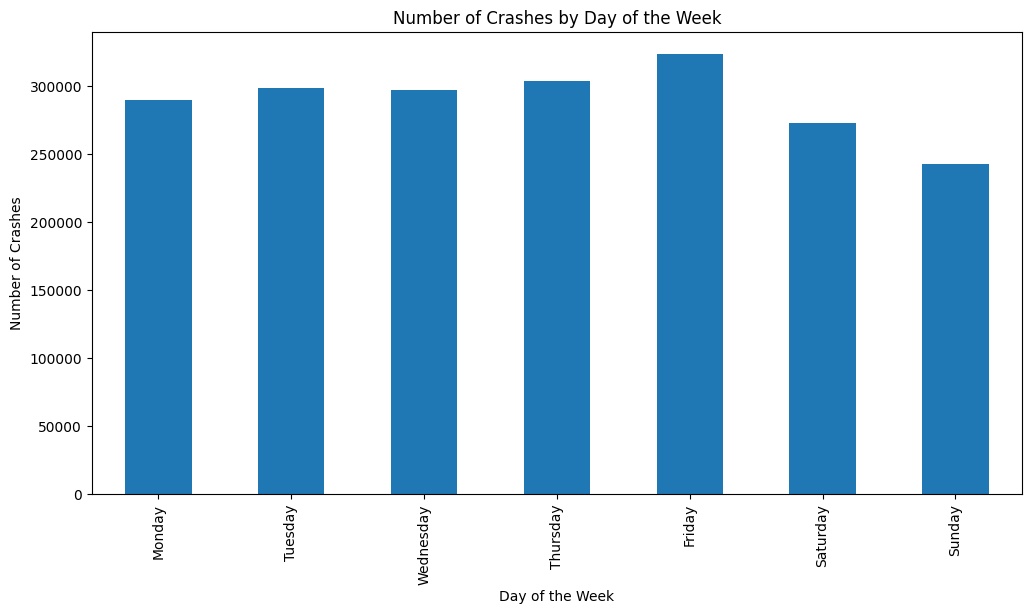 Number of Crashes by Day of the Week
Number of Crashes
300000
250000
200000
150000
100000
50000
0
Monday
Tuesday
Wednesday
Thursday
Friday
Saturday
Sunday
Day of the Week